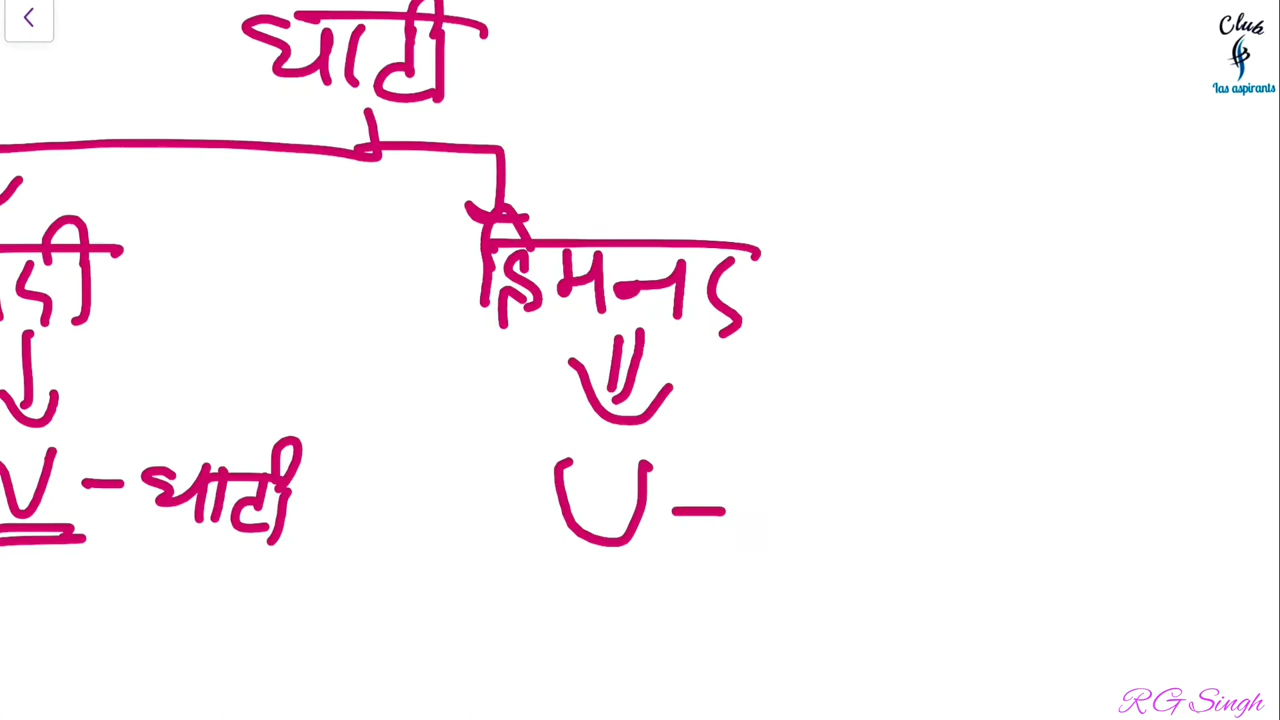 घाटी
Club
Ias aspirants
हिमनद
V - घाटी
U -
RG Singh